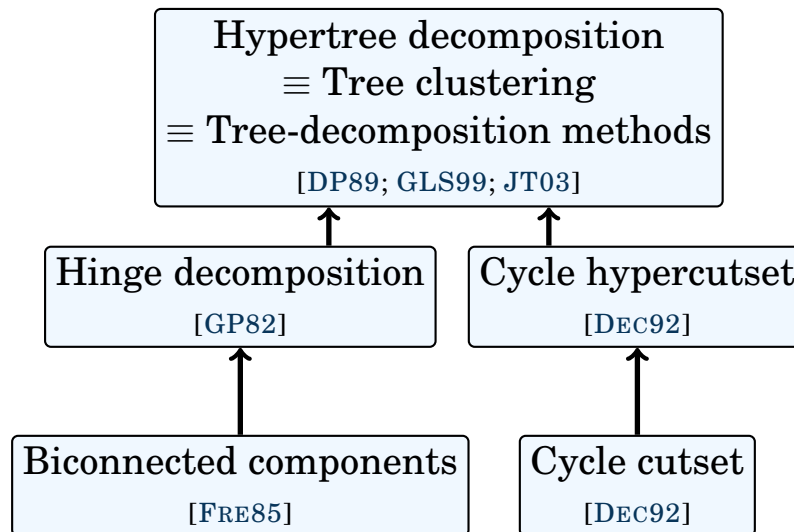 Hypertree decomposition
≡ Tree clustering
≡ Tree-decomposition methods
[DP89; GLS99; JT03]
Hinge decomposition
[GP82]
Cycle hypercutset
[DEC92]
Biconnected components
[FRE85]
Cycle cutset
[DEC92]